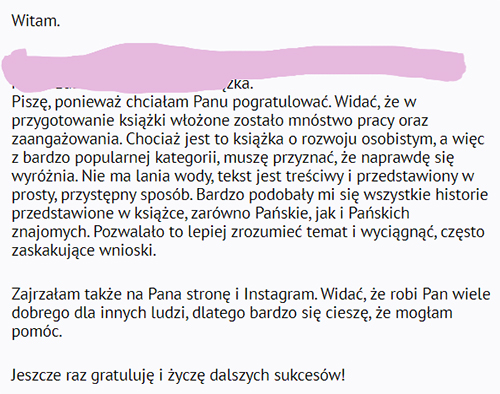 Witam.
Piszę, ponieważ chciałam Panu pogratulować. Widać, że w
przygotowanie książki włożone zostało mnóstwo pracy oraz
zaangażowania. Chociaż jest to książka o rozwoju osobistym, a więc
z bardzo popularnej kategorii, muszę przyznać, że naprawdę się
wyróżnia. Nie ma lania wody, tekst jest treściwy i przedstawiony w
prosty, przystępny sposób. Bardzo podobały mi się wszystkie historie
przedstawione w książce, zarówno Pańskie, jak i Pańskich
znajomych. Pozwalało to lepiej zrozumieć temat i wyciągnąć, często
zaskakujące wnioski.
Zajrzałam także na Pana stronę i Instagram. Widać, że robi Pan wiele
dobrego dla innych ludzi, dlatego bardzo się cieszę, że mogłam
pomóc.
Jeszcze raz gratuluję i życzę dalszych sukcesów!